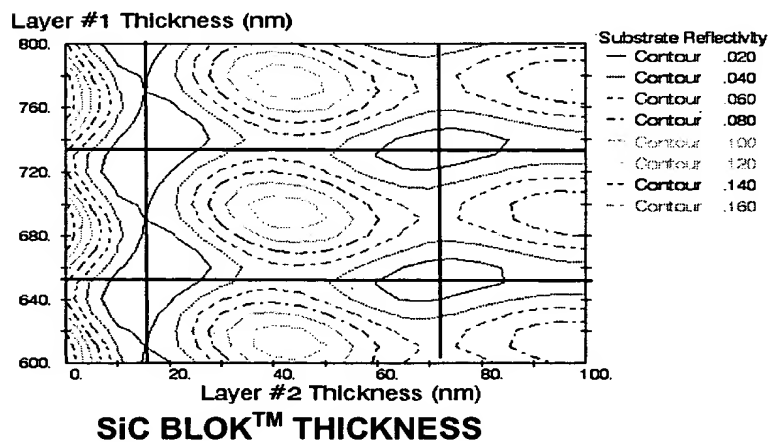 Layer #1 Thickness (nm)
800.
760.
720.
680.
640.
600.
0. 20. 40. 60. 80. 100.
Layer #2 Thickness (nm)
SiC BLOK™ THICKNESS
Substrate Reflectivity
Contour .020
Contour .040
Contour .060
Contour .080
Contour .100
Contour .120
Contour .140
Contour .160